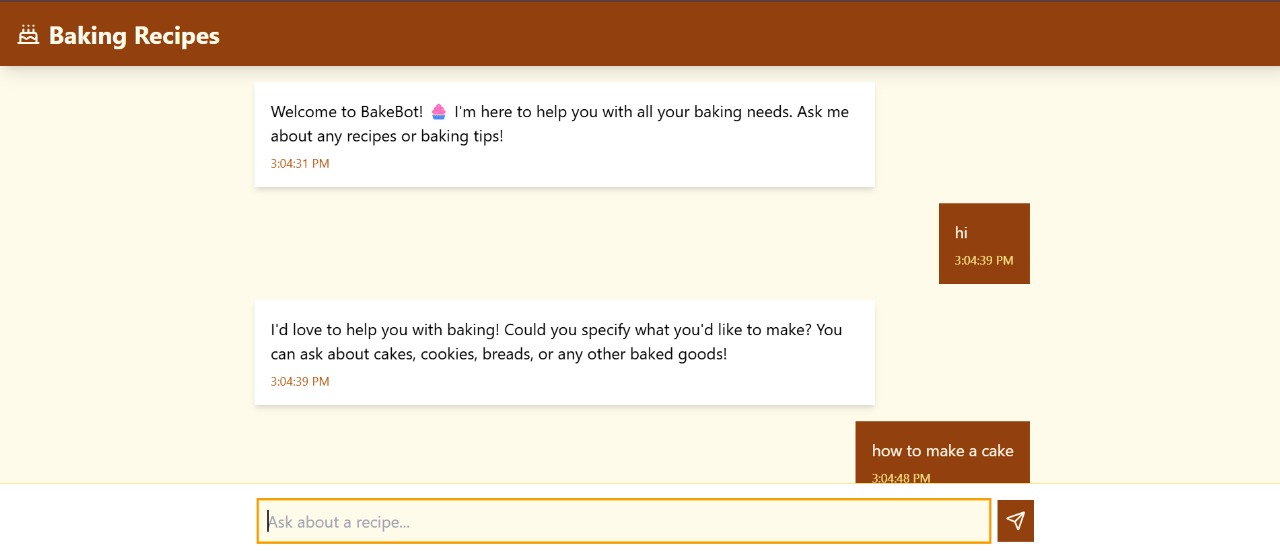 Baking Recipes
Welcome to BakeBot! 🧁 I'm here to help you with all your baking needs. Ask me
about any recipes or baking tips!
3:04:31 PM
hi
3:04:39 PM
I'd love to help you with baking! Could you specify what you'd like to make? You
can ask about cakes, cookies, breads, or any other baked goods!
3:04:39 PM
how to make a cake
3:04:48 PM
Ask about a recipe...